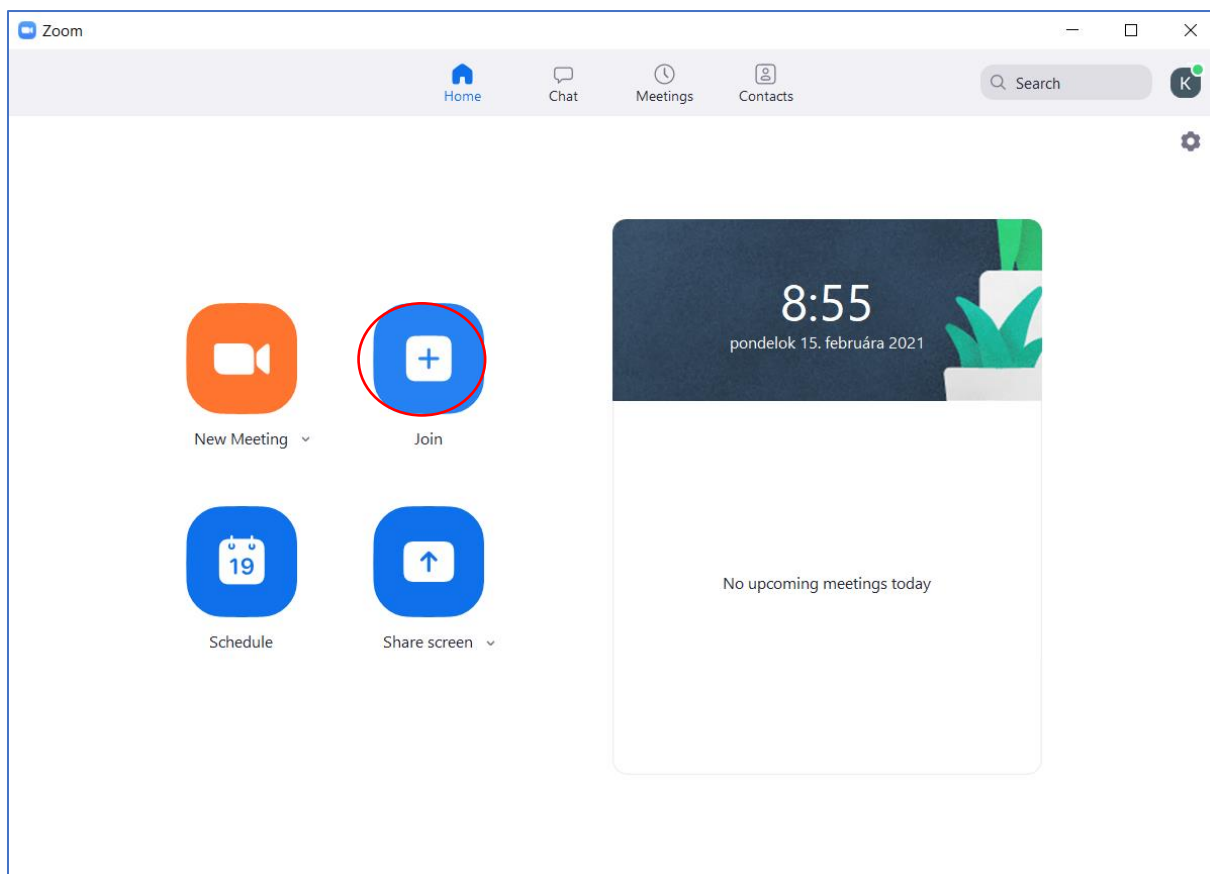 Zoom
Home
Chat
Meetings
Contacts
Search
K
8:55
pondelok 15. februára 2021
New Meeting
Join
19
Schedule
Share screen
No upcoming meetings today